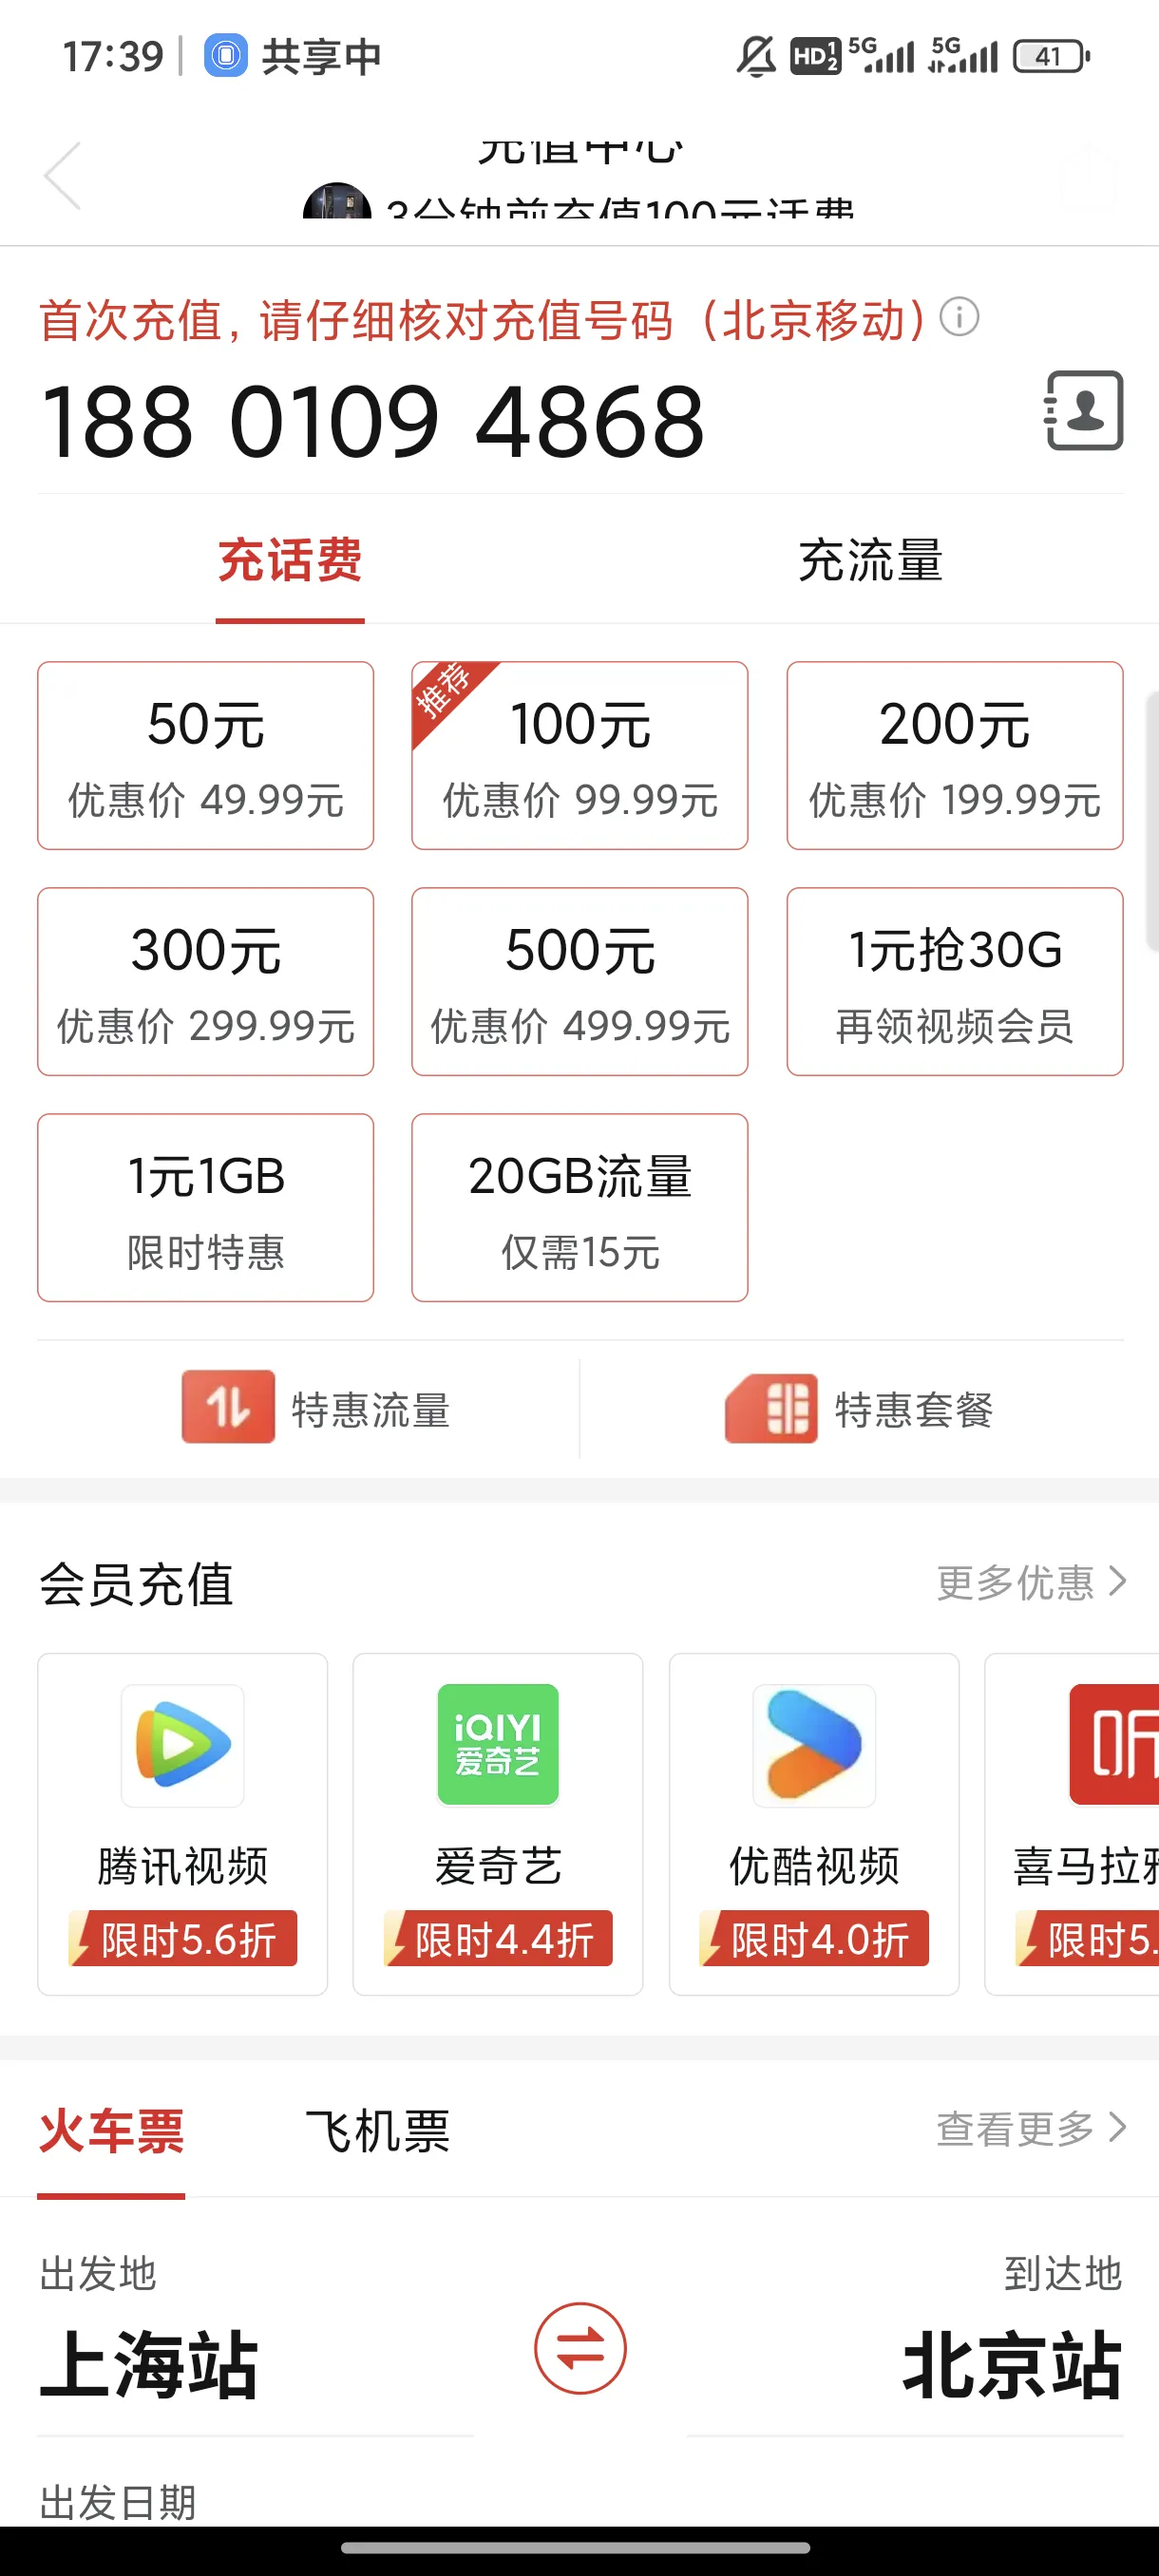 17:39 共享中 HD 1 2 5G 5G 41
充值中心
3分钟前充值100元话费
首次充值, 请仔细核对充值号码（北京移动）
188 0109 4868
充话费 充流量
推荐
50元 100元 200元
优惠价 49.99元 优惠价 99.99元 优惠价 199.99元
300元 500元 1元抢30G
优惠价 299.99元 优惠价 499.99元 再领视频会员
1元1GB 20GB流量
限时特惠 仅需15元
特惠流量 特惠套餐
会员充值 更多优惠
iQIYI
爱奇艺
听
腾讯视频 爱奇艺 优酷视频 喜马拉雅
限时5.6折 限时4.4折 限时4.0折 限时5.
火车票 飞机票 查看更多
出发地 到达地
上海站 北京站
出发日期